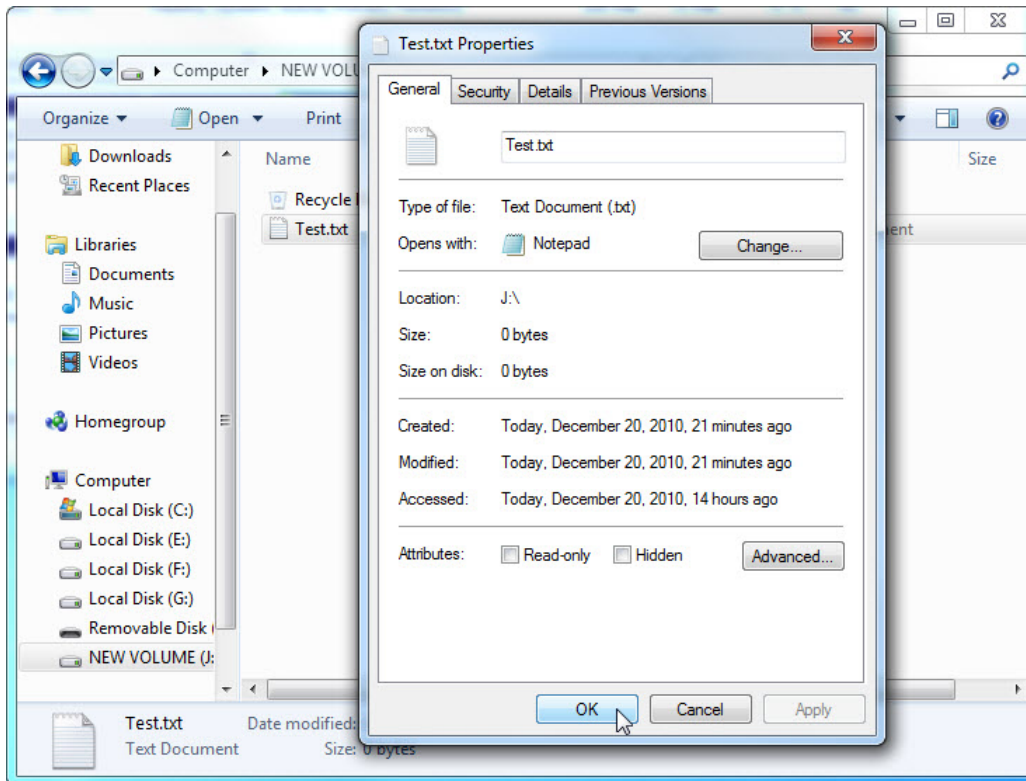 Test.txt Properties
Computer ▸ NEW VOLU
General Security Details Previous Versions
Organize Open Print
Test.txt
Downloads
Name
Size
Recent Places
Recycle
Type of file: Text Document (.txt)
Test.txt
Opens with: Notepad Change...
ent
Libraries
Documents
Music
Location: J:\
Pictures
Size: 0 bytes
Videos
Size on disk: 0 bytes
Homegroup
Created: Today, December 20, 2010, 21 minutes ago
Modified: Today, December 20, 2010, 21 minutes ago
Computer
Accessed: Today, December 20, 2010, 14 hours ago
Local Disk (C:)
Local Disk (E:)
Attributes: Read-only Hidden Advanced...
Local Disk (F:)
Local Disk (G:)
Removable Disk (
NEW VOLUME (J:
OK Cancel Apply
Test.txt Date modified:
Text Document Size: 0 bytes